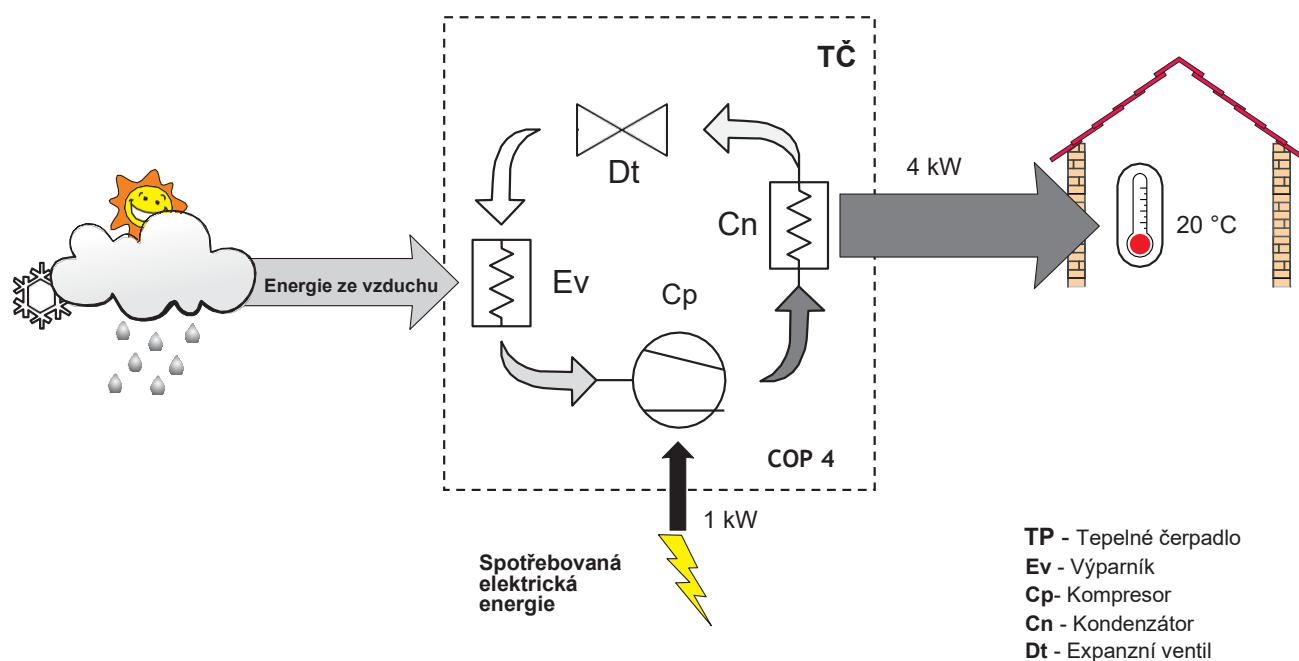 TČ
Dt
4 kW
Cn
20 °C
Energie ze vzduchu
Ev
Cp
COP 4
1 kW
Spotřebovaná
elektrická
energie
TP - Tepelné čerpadlo
Ev - Výparník
Cp- Kompresor
Cn - Kondenzátor
Dt - Expanzní ventil